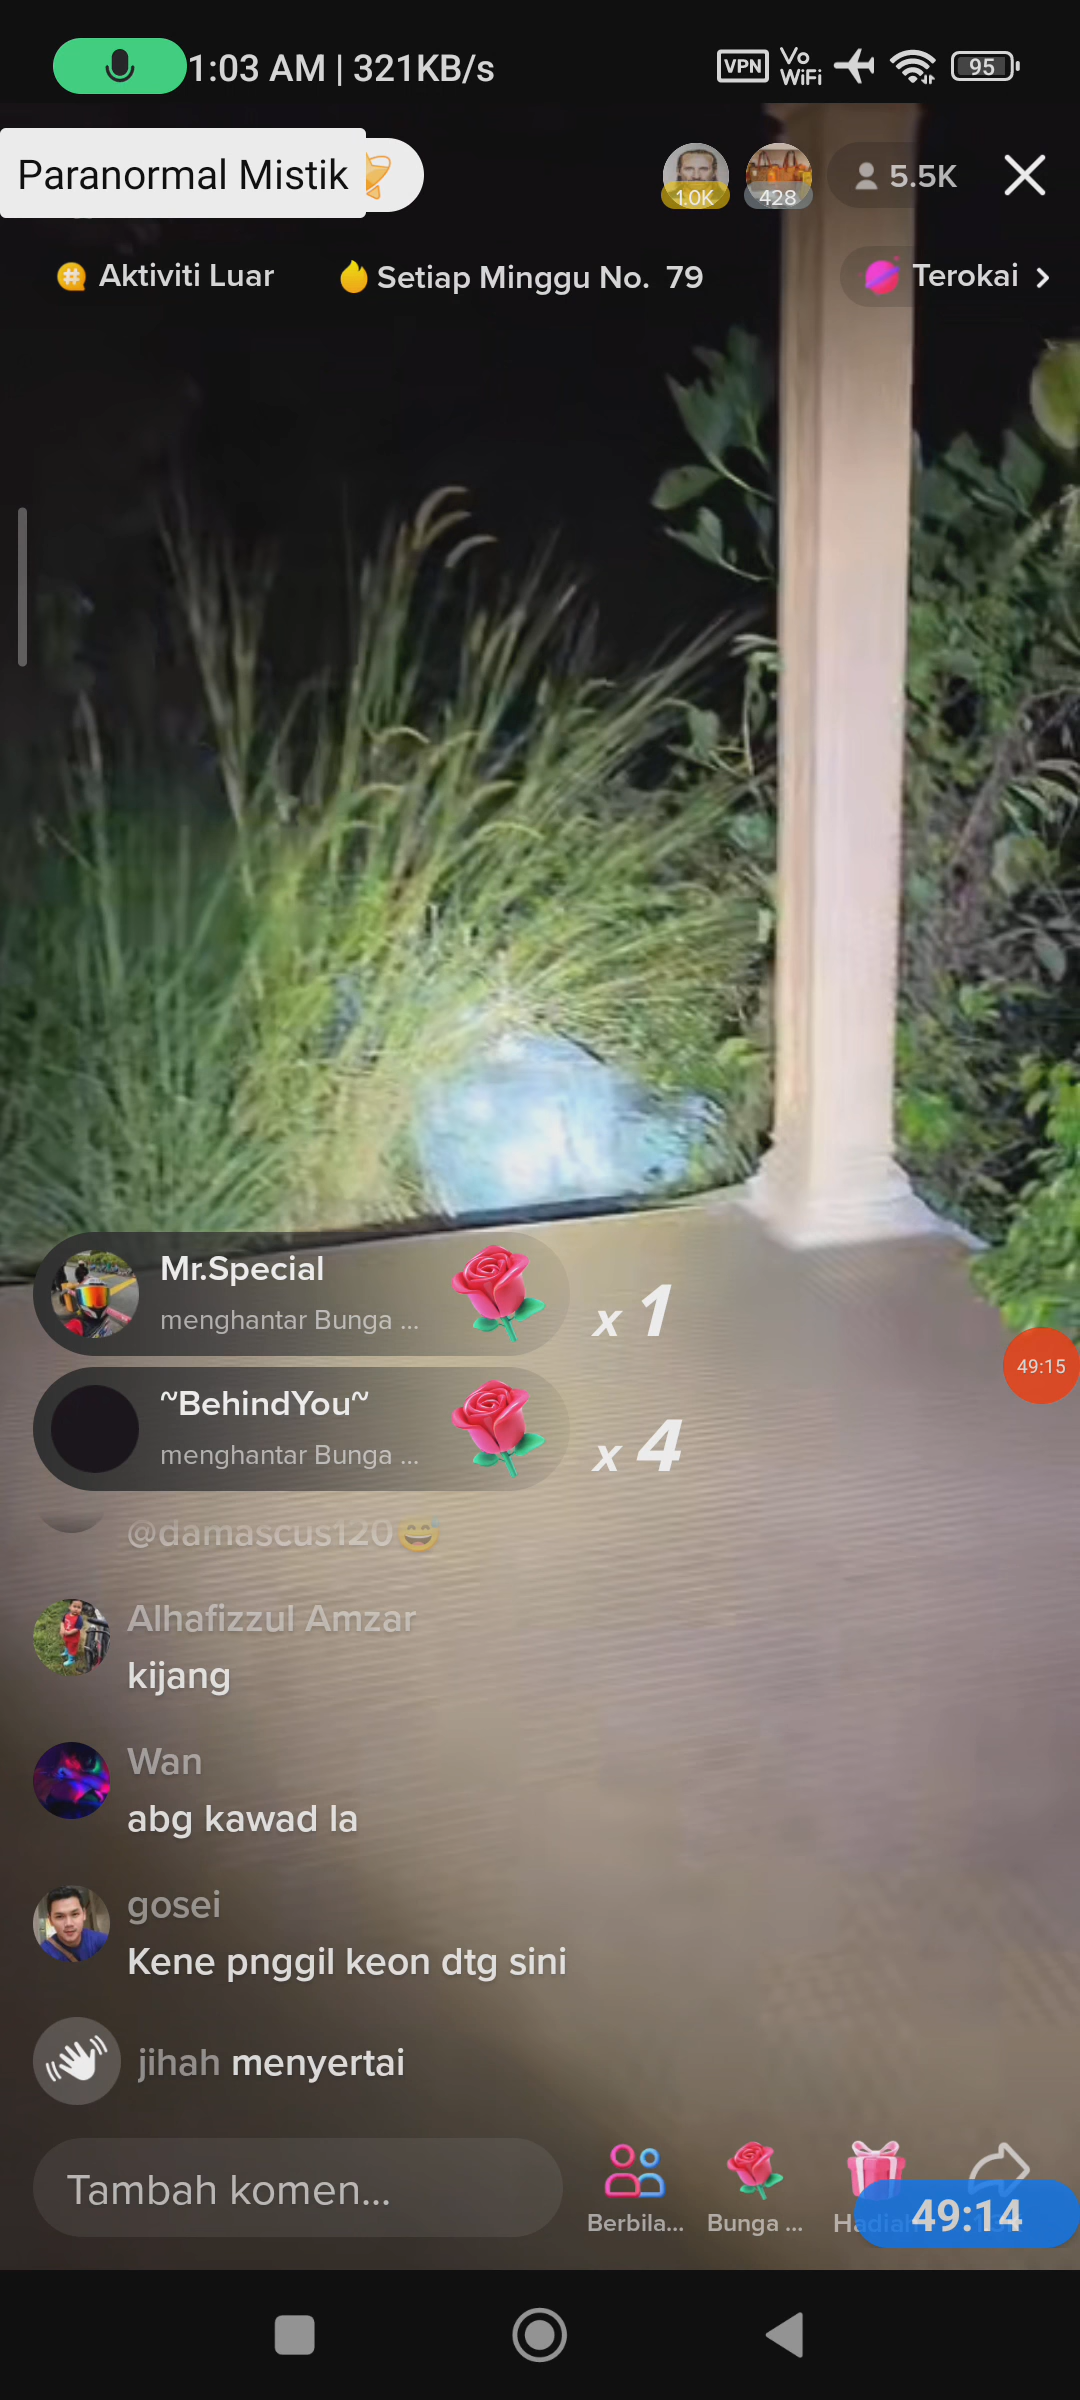 1:03 AM | 321KB/s
VPN
Vo
WiFi
95
Paranormal Mistik
1.0K
428
5.5K
Aktiviti Luar
Setiap Minggu No. 79
Terokai
Mr.Special
menghantar Bunga ...
x 1
49:15
~BehindYou~
menghantar Bunga ...
x 4
@damascus120😅
Alhafizzul Amzar
kijang
Wan
abg kawad la
gosei
Kene pnggil keon dtg sini
jihah menyertai
Tambah komen...
Berbila...
Bunga ...
Hadiah
49:14